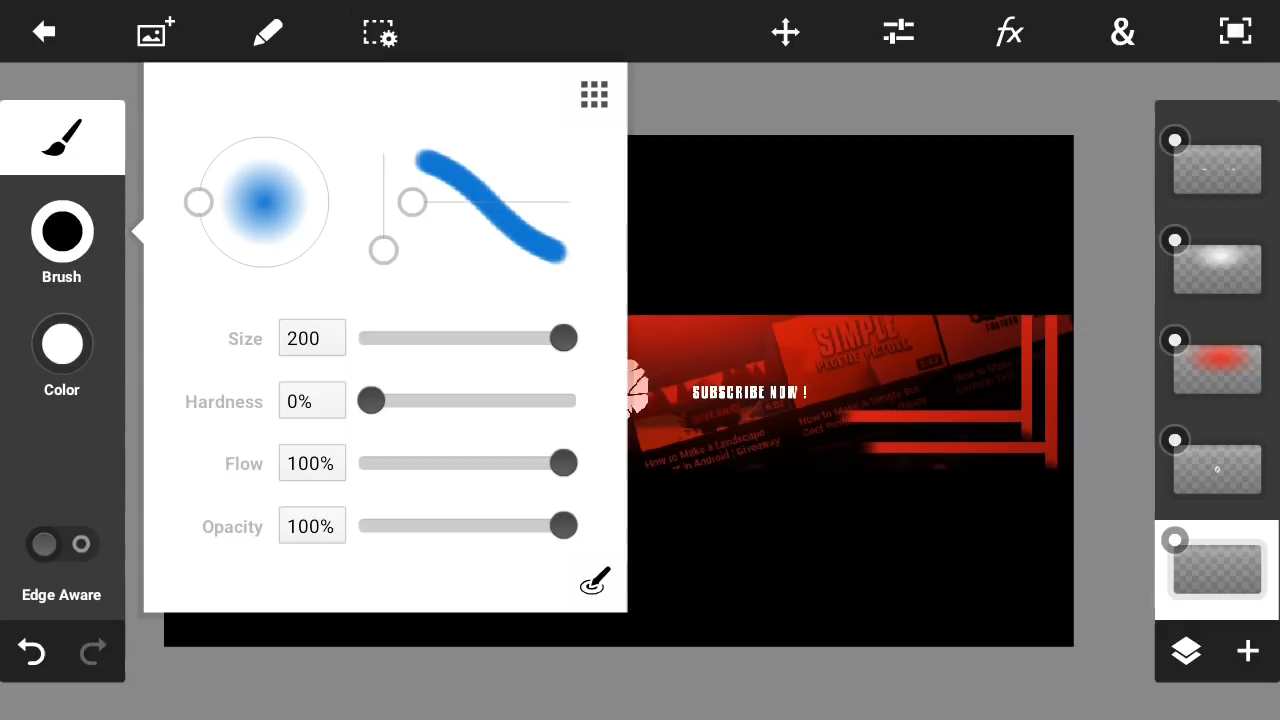 Brush
Color
Edge Aware
Size 200
Hardness 0%
Flow 100%
Opacity 100%
SIMPLE
PROFILE PICTURE
SUBSCRIBE NOW !
How to Make a Simple But
How to Make a Landscape
in Android | Giveaway